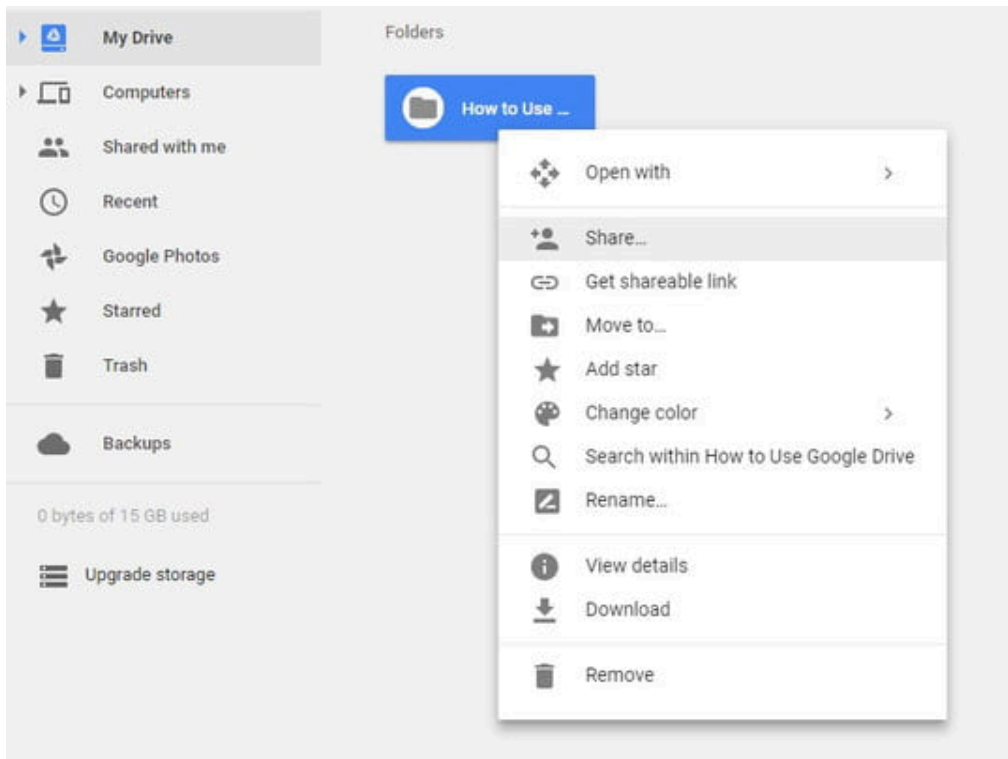 My Drive
Computers
Shared with me
Recent
Google Photos
Starred
Trash
Backups
0 bytes of 15 GB used
Upgrade storage
Folders
How to Use ...
Open with
Share...
Get shareable link
Move to...
Add star
Change color
Search within How to Use Google Drive
Rename...
View details
Download
Remove